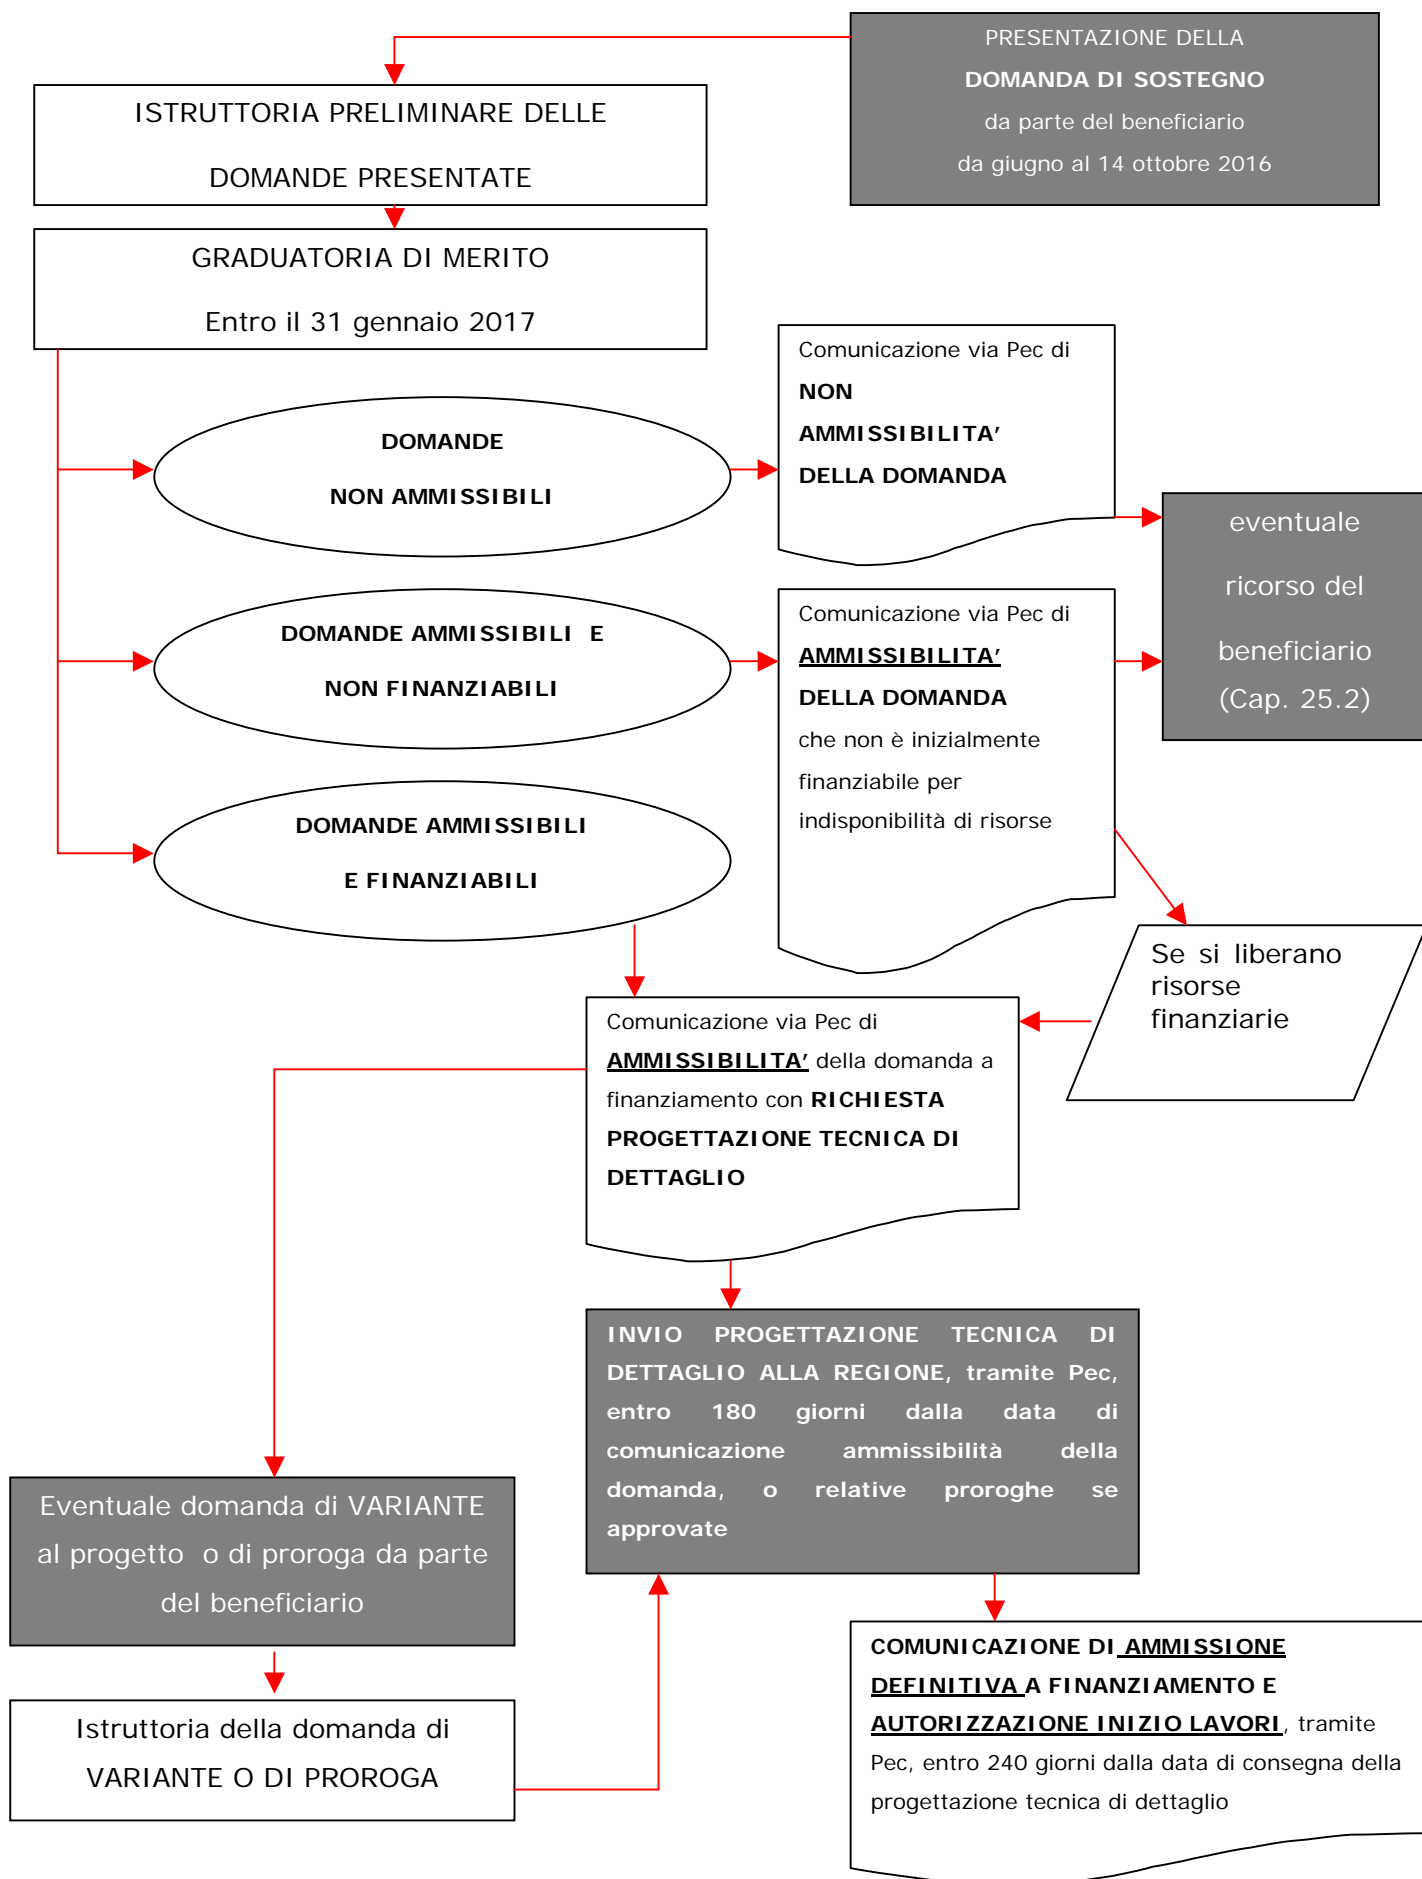 PRESENTAZIONE DELLA
DOMANDA DI SOSTEGNO
da parte del beneficiario
da giugno al 14 ottobre 2016
ISTRUTTORIA PRELIMINARE DELLE
DOMANDE PRESENTATE
GRADUATORIA DI MERITO
Entro il 31 gennaio 2017
DOMANDE
NON AMMISSIBILI
Comunicazione via Pec di
NON
AMMISSIBILITA'
DELLA DOMANDA
eventuale
ricorso del
beneficiario
(Cap. 25.2)
DOMANDE AMMISSIBILI E
NON FINANZIABILI
Comunicazione via Pec di
AMMISSIBILITA'
DELLA DOMANDA
che non è inizialmente
finanziabile per
indisponibilità di risorse
DOMANDE AMMISSIBILI
E FINANZIABILI
Se si liberano
risorse
finanziarie
Comunicazione via Pec di
AMMISSIBILITA' della domanda a
finanziamento con RICHIESTA
PROGETTAZIONE TECNICA DI
DETTAGLIO
INVIO PROGETTAZIONE TECNICA DI
DETTAGLIO ALLA REGIONE, tramite Pec,
entro 180 giorni dalla data di
comunicazione ammissibilità della
domanda, o relative proroghe se
approvate
Eventuale domanda di VARIANTE
al progetto o di proroga da parte
del beneficiario
Istruttoria della domanda di
VARIANTE O DI PROROGA
COMUNICAZIONE DI AMMISSIONE
DEFINITIVA A FINANZIAMENTO E
AUTORIZZAZIONE INIZIO LAVORI, tramite
Pec, entro 240 giorni dalla data di consegna della
progettazione tecnica di dettaglio